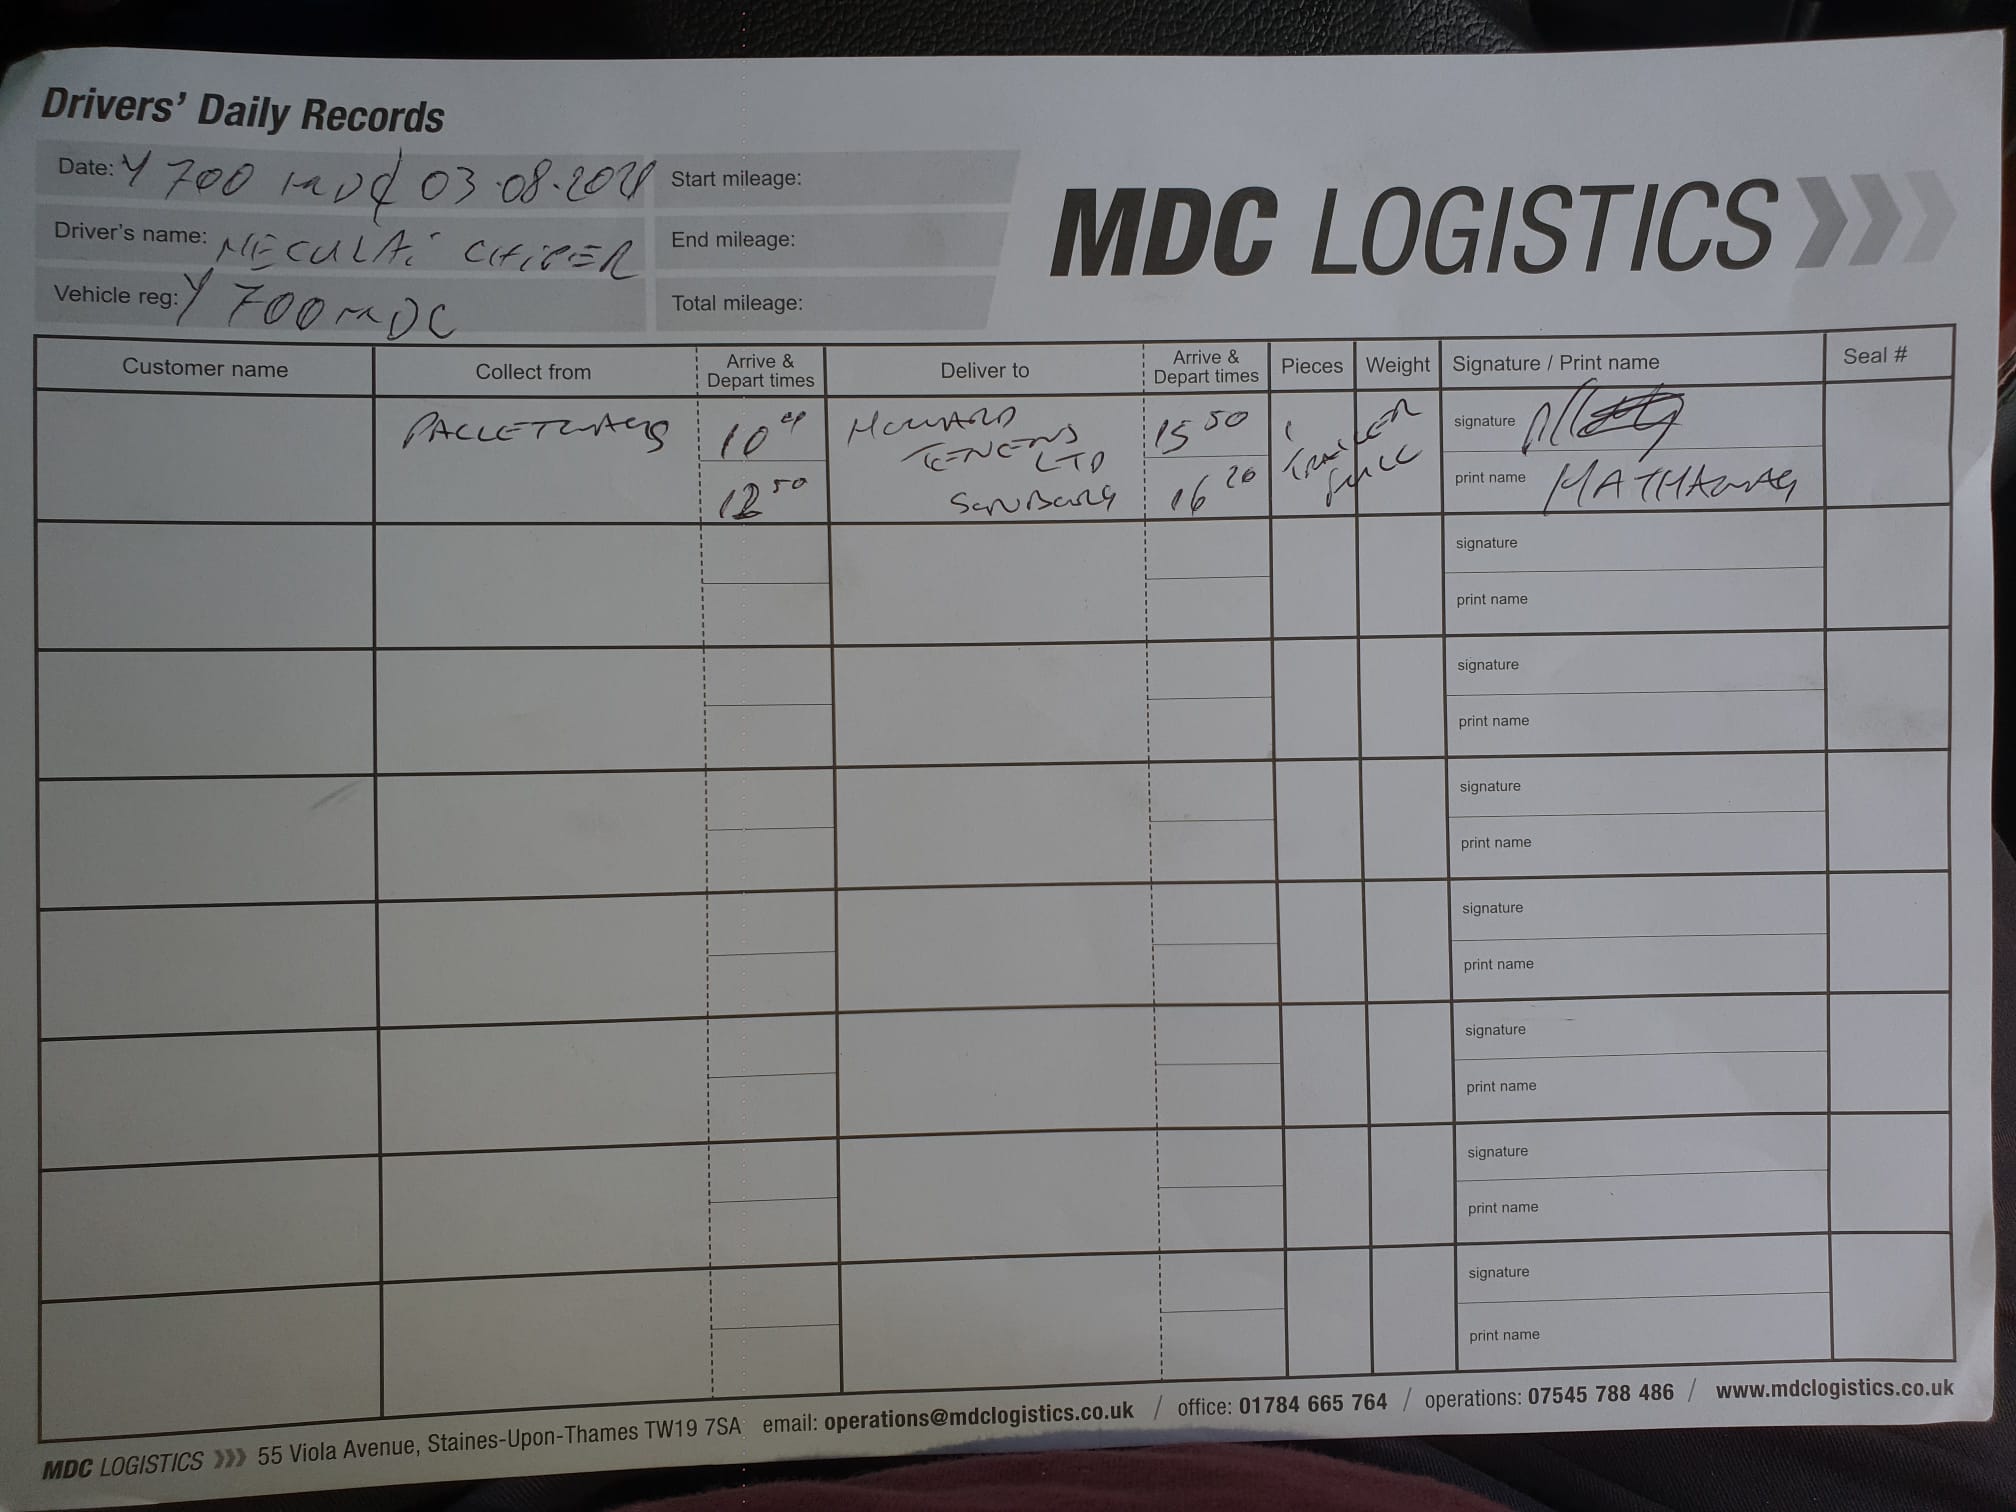 Drivers' Daily Records
Date: Y 700 MDC 03.08.2021
Start mileage:
MDC LOGISTICS
Driver's name: NECULAi
End mileage:
Vehicle reg: Y 700 MDC
Total mileage:
Customer name
Collect from
Arrive & Depart times
Deliver to
Arrive & Depart times
Pieces
Weight
Signature / Print name
Seal #
PALLETWAYS
10
12 50
HOWARD
TENENS
LTD
SUNBURY
15 50
16 20
1
TRAILER
FULL
signature
print name HATHAWAY
signature
print name
signature
print name
signature
print name
signature
print name
signature
print name
signature
print name
signature
print name
MDC LOGISTICS 55 Viola Avenue, Staines-Upon-Thames TW19 7SA email: operations@mdclogistics.co.uk / office: 01784 665 764 / operations: 07545 788 486 / www.mdclogistics.co.uk